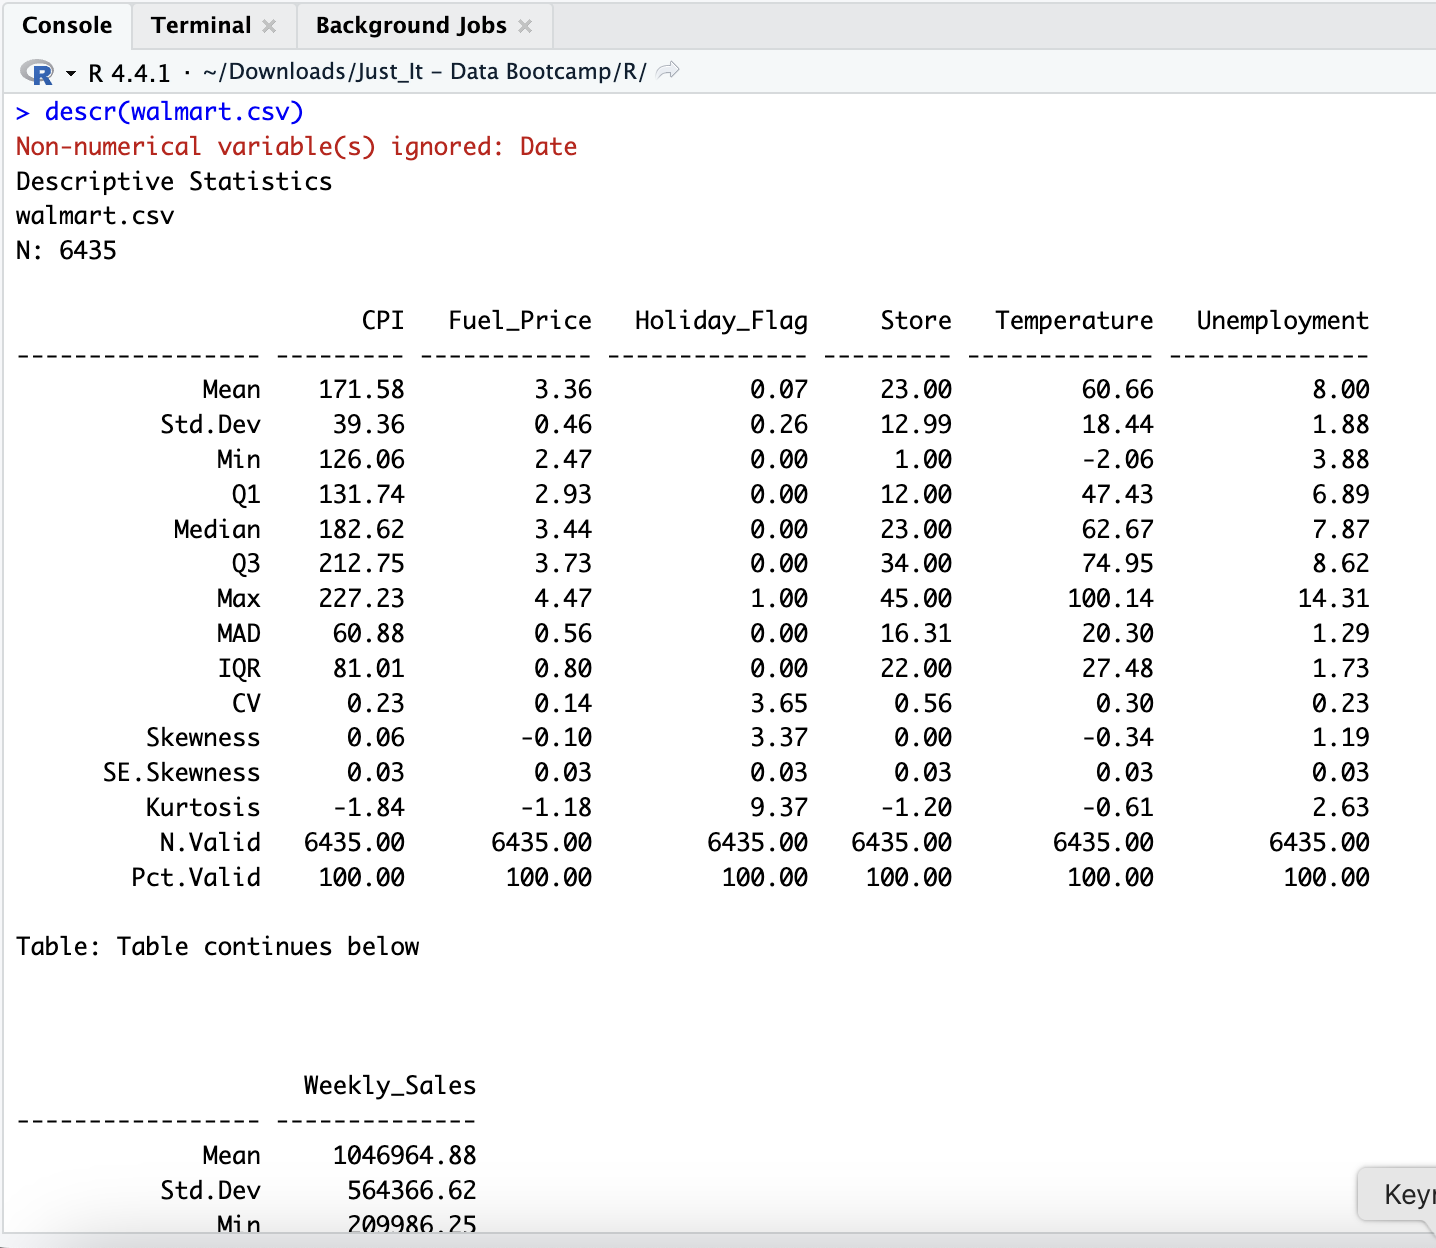 Console Terminal × Background Jobs ×
R R 4.4.1 · ~/Downloads/Just_It – Data Bootcamp/R/
> descr(walmart.csv)
Non-numerical variable(s) ignored: Date
Descriptive Statistics
walmart.csv
N: 6435
CPI Fuel_Price Holiday_Flag Store Temperature Unemployment
----------------- --------- ------------ -------------- --------- ------------- --------------
Mean 171.58 3.36 0.07 23.00 60.66 8.00
Std.Dev 39.36 0.46 0.26 12.99 18.44 1.88
Min 126.06 2.47 0.00 1.00 -2.06 3.88
Q1 131.74 2.93 0.00 12.00 47.43 6.89
Median 182.62 3.44 0.00 23.00 62.67 7.87
Q3 212.75 3.73 0.00 34.00 74.95 8.62
Max 227.23 4.47 1.00 45.00 100.14 14.31
MAD 60.88 0.56 0.00 16.31 20.30 1.29
IQR 81.01 0.80 0.00 22.00 27.48 1.73
CV 0.23 0.14 3.65 0.56 0.30 0.23
Skewness 0.06 -0.10 3.37 0.00 -0.34 1.19
SE.Skewness 0.03 0.03 0.03 0.03 0.03 0.03
Kurtosis -1.84 -1.18 9.37 -1.20 -0.61 2.63
N.Valid 6435.00 6435.00 6435.00 6435.00 6435.00 6435.00
Pct.Valid 100.00 100.00 100.00 100.00 100.00 100.00
Table: Table continues below
Weekly_Sales
----------------- --------------
Mean 1046964.88
Std.Dev 564366.62
Min 209986.25